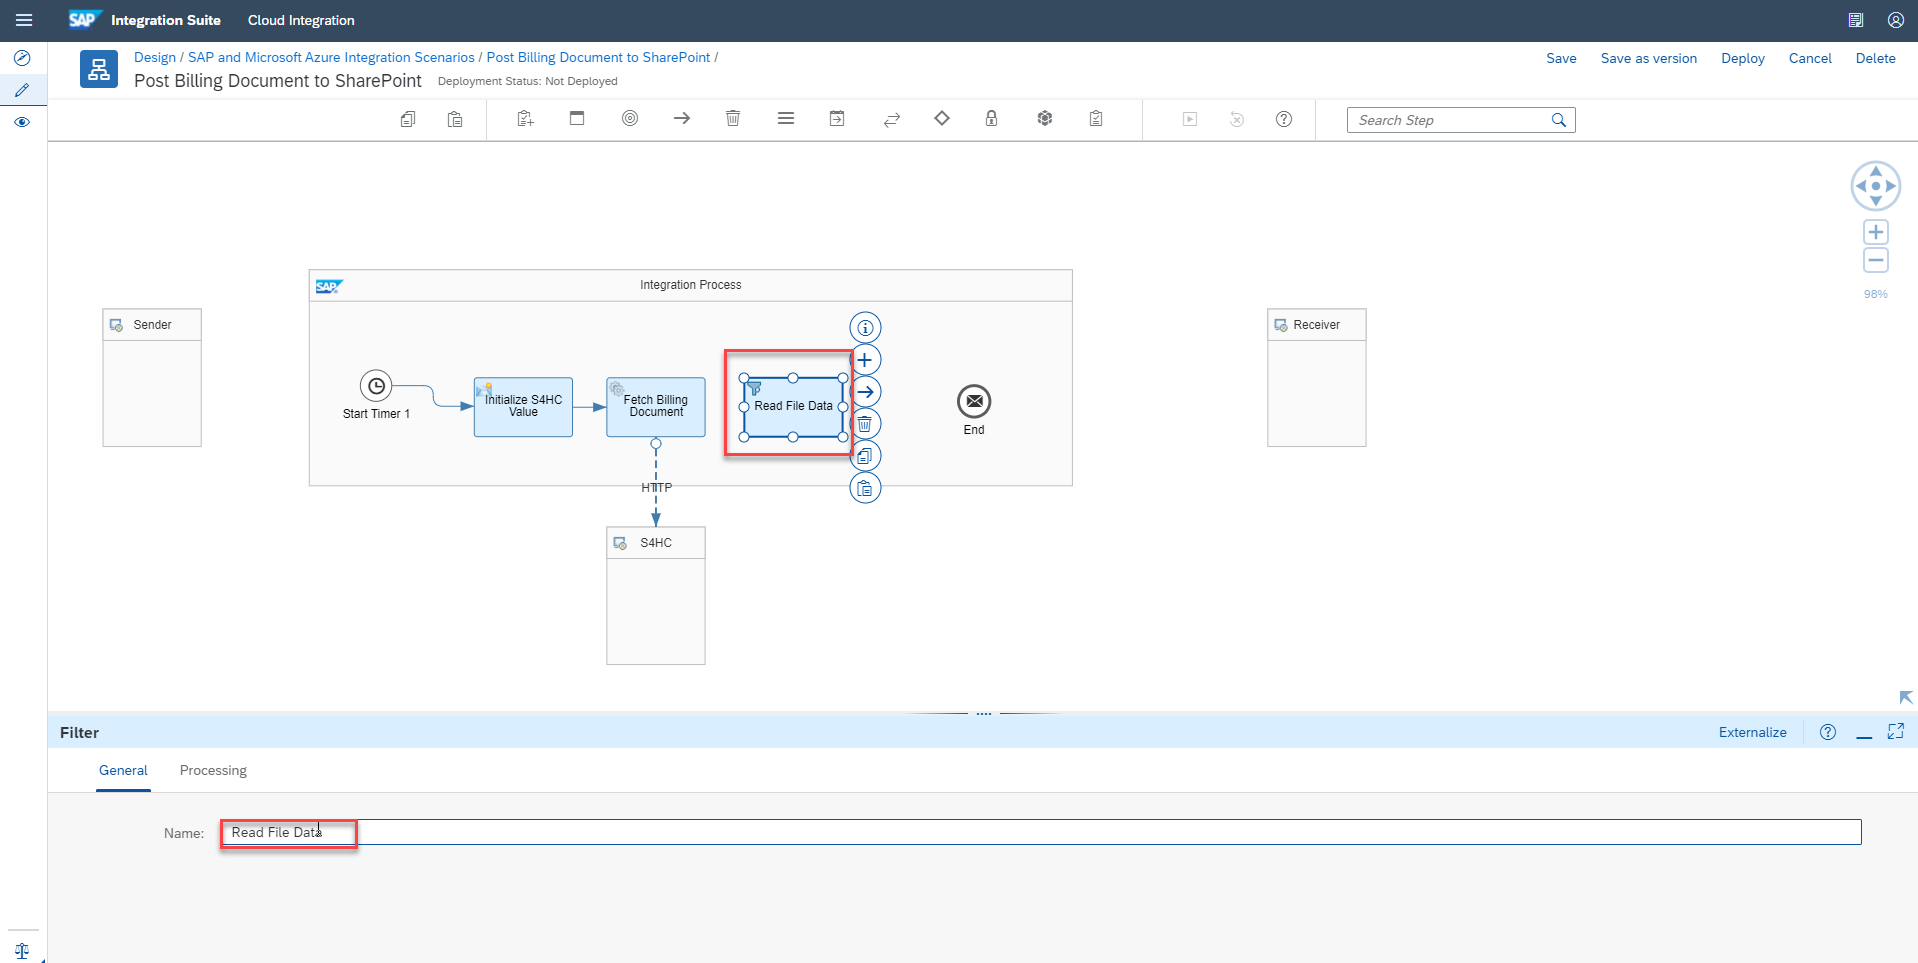 SAP Integration Suite Cloud Integration
Design / SAP and Microsoft Azure Integration Scenarios / Post Billing Document to SharePoint /
Post Billing Document to SharePoint Deployment Status: Not Deployed
Save Save as version Deploy Cancel Delete
Search Step
98%
SAP Integration Process
Sender
Receiver
Start Timer 1
Initialize S4HC
Value
Fetch Billing
Document
Read File Data
End
HTTP
S4HC
Filter
Externalize
General Processing
Name: Read File Data